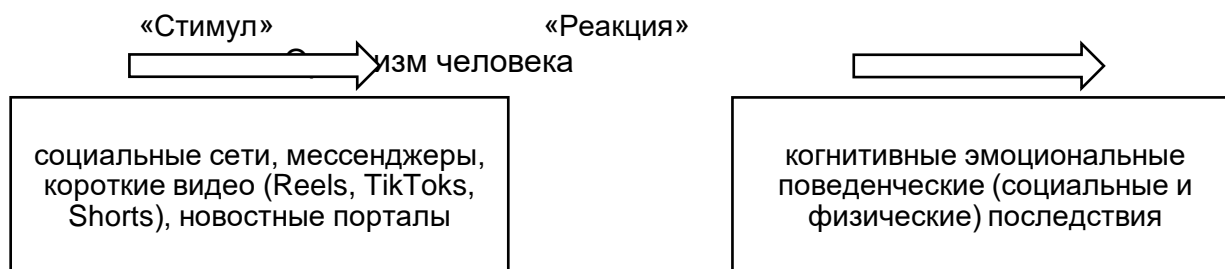 «Стимул» «Реакция»
человека
социальные сети, мессенджеры,
короткие видео (Reels, TikToks,
Shorts), новостные порталы
когнитивные эмоциональные
поведенческие (социальные и
физические) последствия